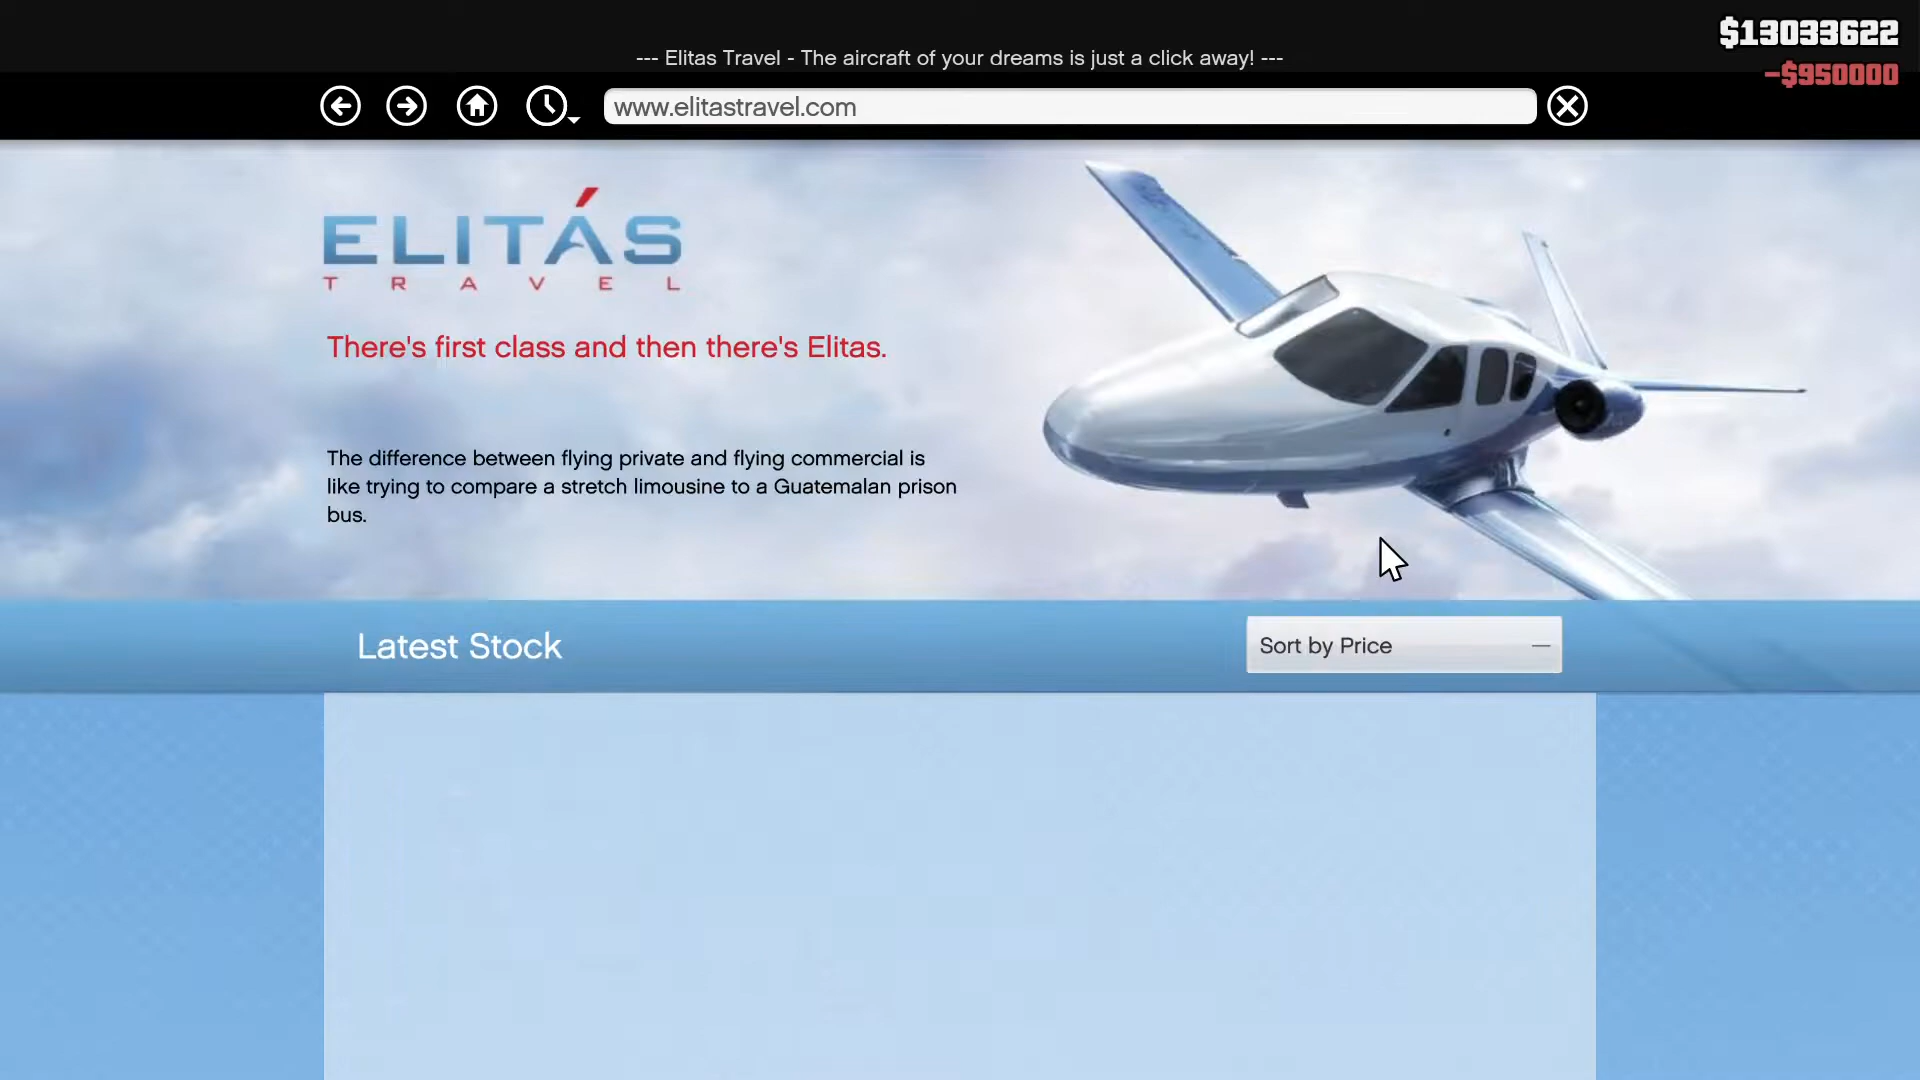 $13033622
-$950000
--- Elitas Travel - The aircraft of your dreams is just a click away! ---
www.elitastravel.com
ELITÁS
TRAVEL
There's first class and then there's Elitas.
The difference between flying private and flying commercial is
like trying to compare a stretch limousine to a Guatemalan prison
bus.
Latest Stock
Sort by Price